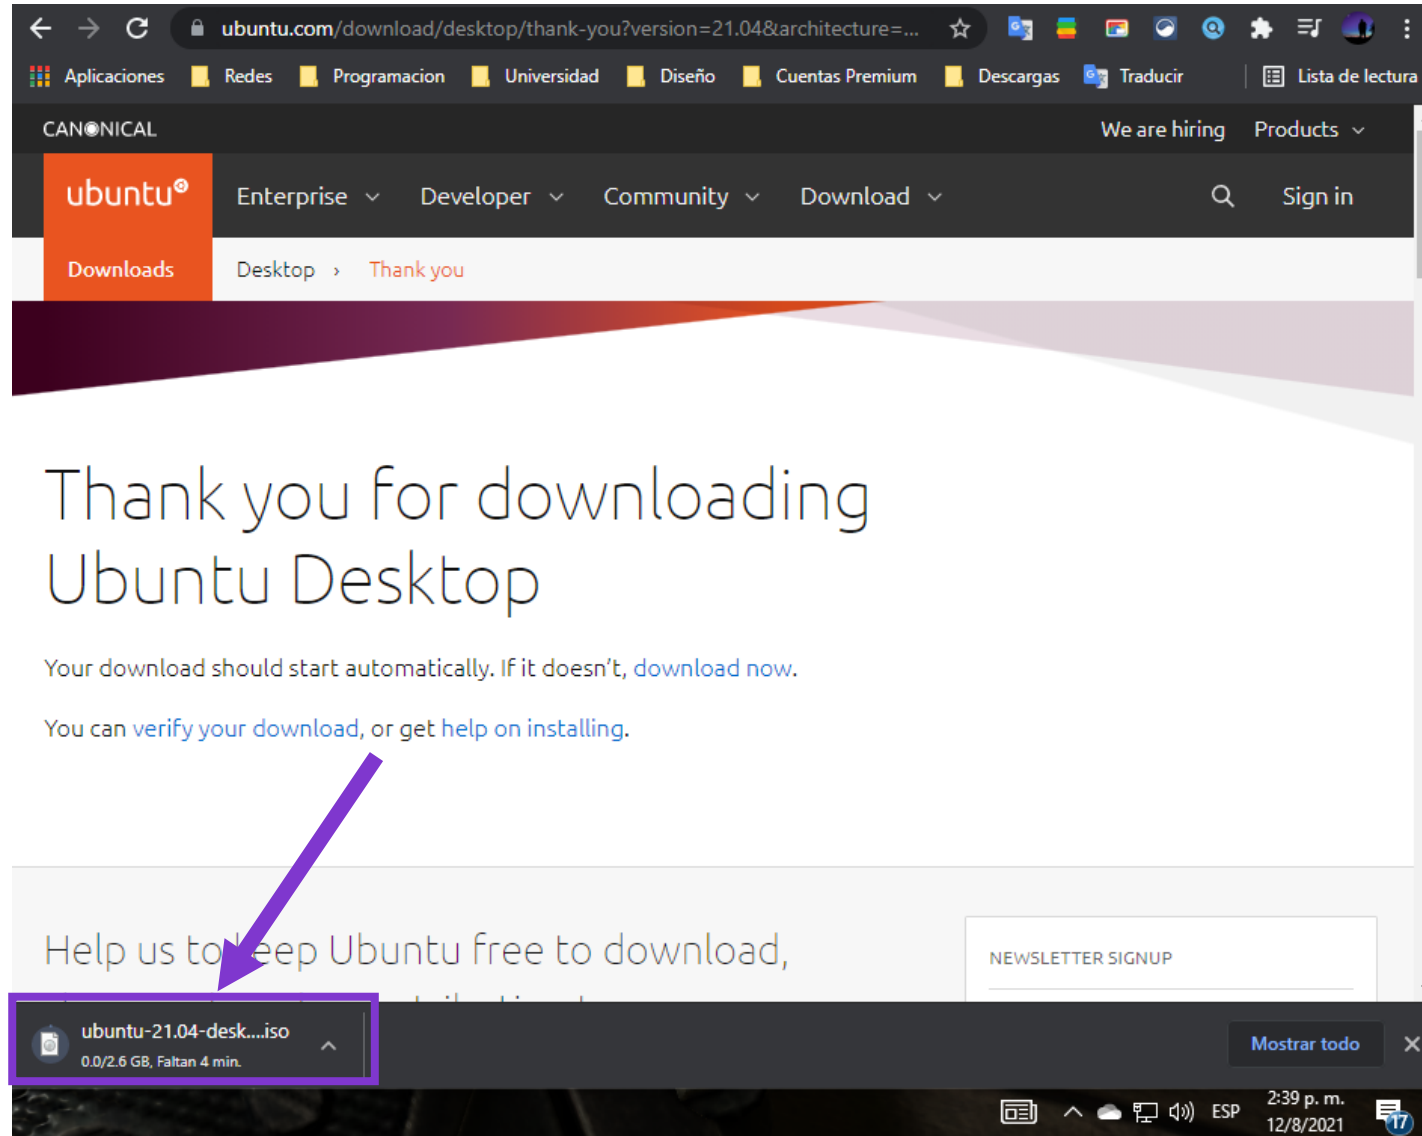 ubuntu.com/download/desktop/thank-you?version=21.04&architecture=...
Aplicaciones Redes Programacion Universidad Diseño Cuentas Premium Descargas Traducir Lista de lectura
CANONICAL We are hiring Products
ubuntu Enterprise Developer Community Download Sign in
Downloads Desktop › Thank you
Thank you for downloading
Ubuntu Desktop
Your download should start automatically. If it doesn't, download now.
You can verify your download, or get help on installing.
Help us to keep Ubuntu free to download,
NEWSLETTER SIGNUP
ubuntu-21.04-desk....iso
0.0/2.6 GB, Faltan 4 min.
Mostrar todo
ESP
2:39 p. m.
12/8/2021
17